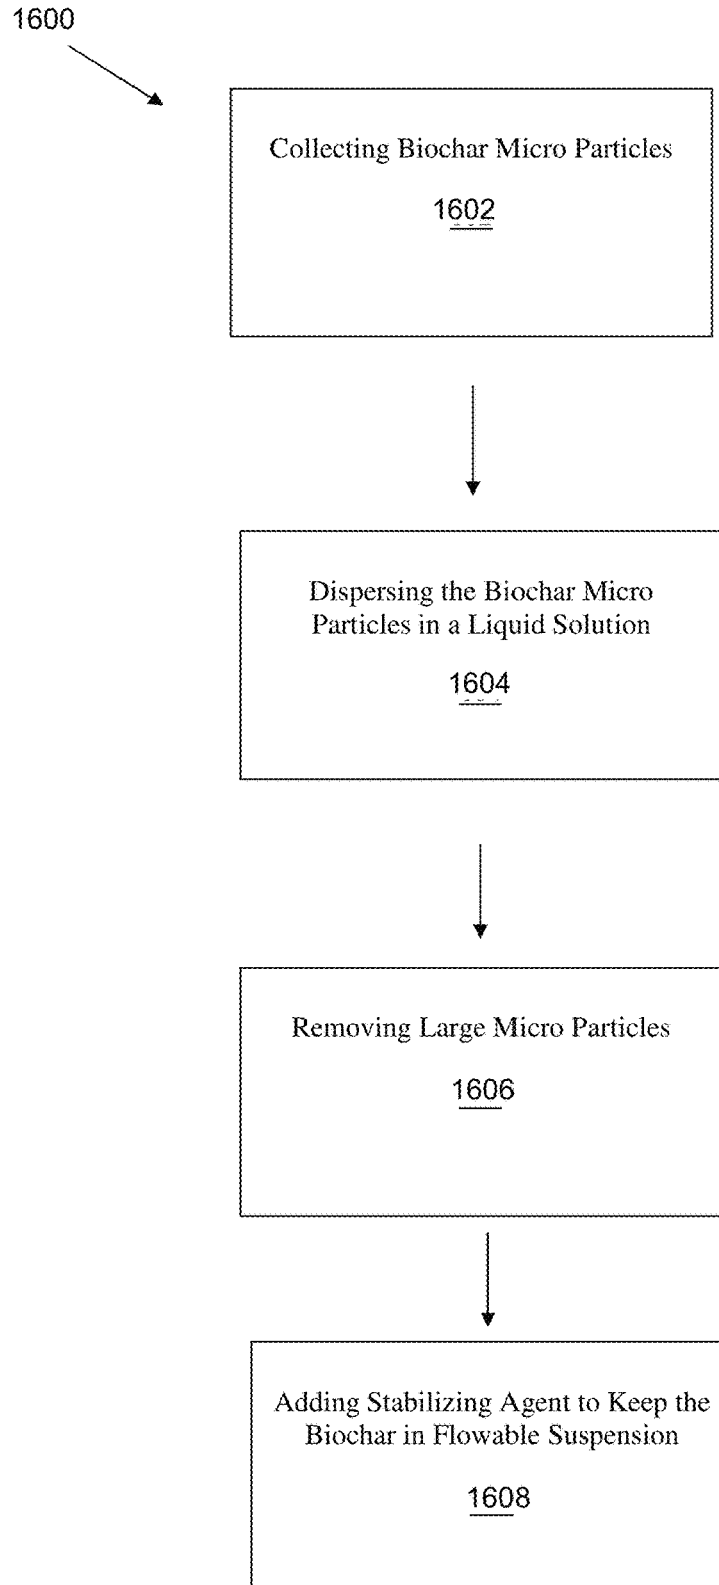 1600
Collecting Biochar Micro Particles
1602
Dispersing the Biochar Micro
Particles in a Liquid Solution
1604
Removing Large Micro Particles
1606
Adding Stabilizing Agent to Keep the
Biochar in Flowable Suspension
1608